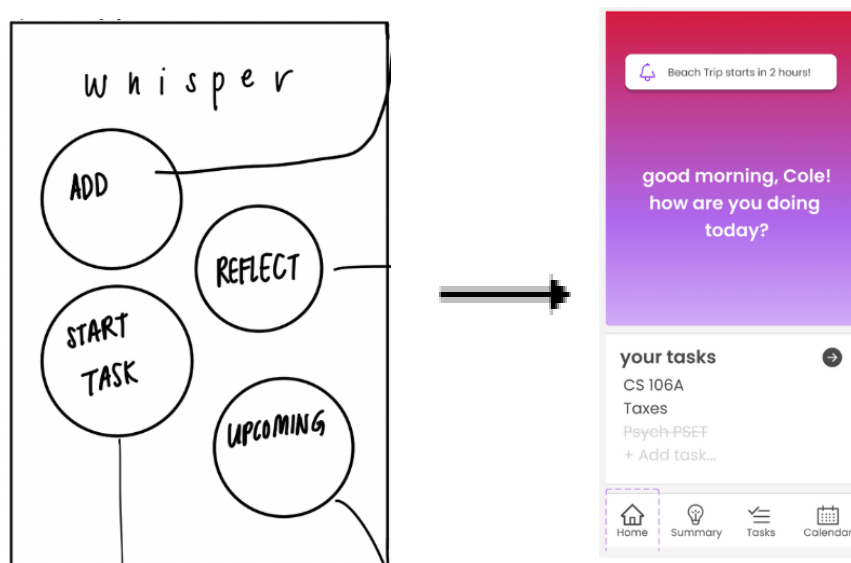 whisper
ADD
REFLECT
START
TASK
UPCOMING
Beach Trip starts in 2 hours!
good morning, Cole!
how are you doing
today?
your tasks
CS 106A
Taxes
Psych PSET
+ Add task...
Home Summary Tasks Calendar